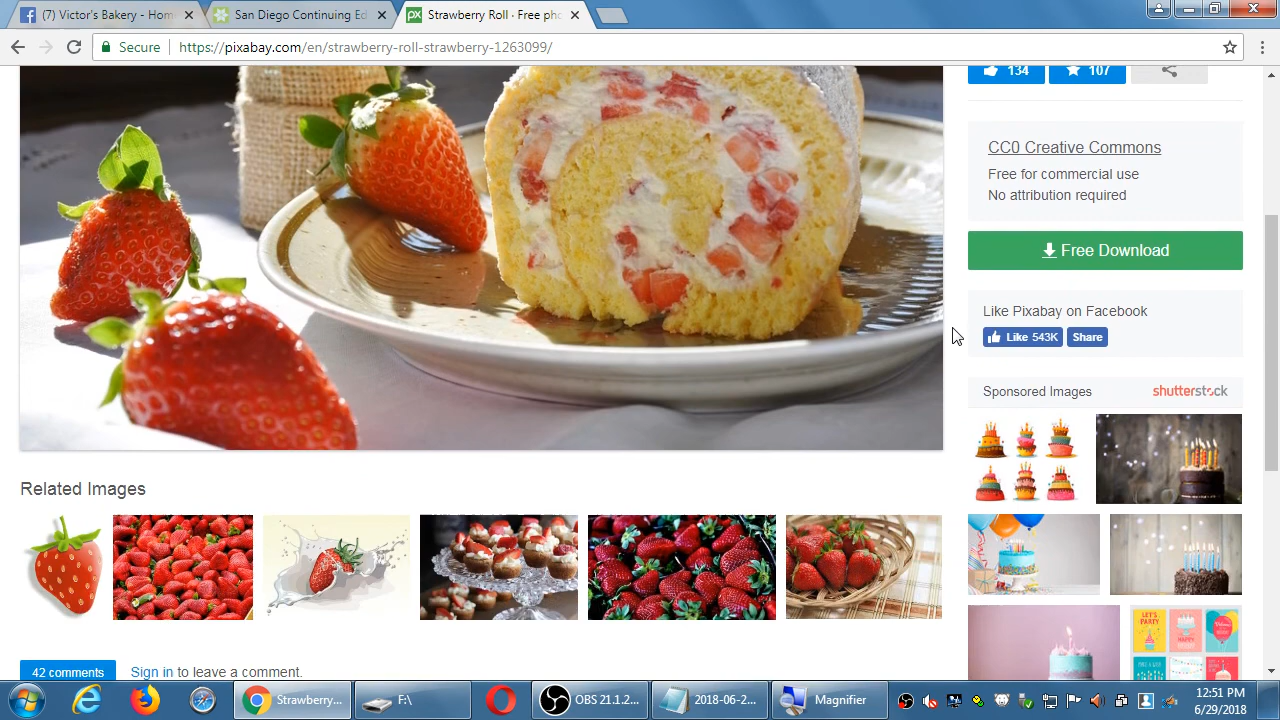 (7) Victor's Bakery - Hom
San Diego Continuing Ed
Strawberry Roll · Free pho
Secure
https://pixabay.com/en/strawberry-roll-strawberry-1263099/
134
107
CC0 Creative Commons
Free for commercial use
No attribution required
Free Download
Like Pixabay on Facebook
Like 543K
Share
Sponsored Images
shutterstock
Related Images
LET'S PARTY
42 comments
Sign in to leave a comment.
Strawberry...
F:\
OBS 21.1.2...
2018-06-2...
Magnifier
12:51 PM
6/29/2018